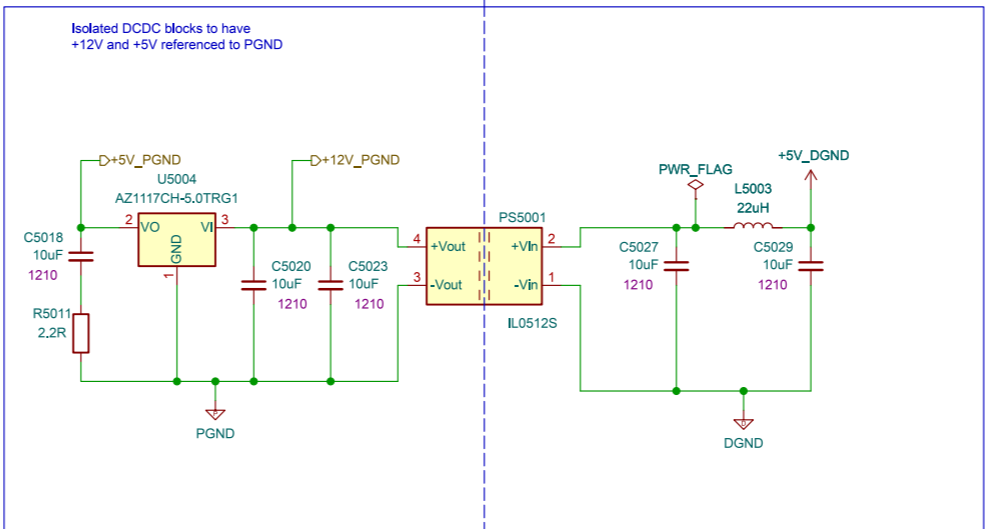 Isolated DCDC blocks to have
+12V and +5V referenced to PGND
+5V_PGND
+12V_PGND
U5004
AZ1117CH-5.0TRG1
2
VO
VI
3
GND
1
C5018
10uF
1210
R5011
2.2R
C5020
10uF
1210
C5023
10uF
1210
PGND
PS5001
4
+Vout
+VIn
2
3
-Vout
-Vin
1
IL0512S
PWR_FLAG
L5003
22uH
+5V_DGND
C5027
10uF
1210
C5029
10uF
1210
DGND